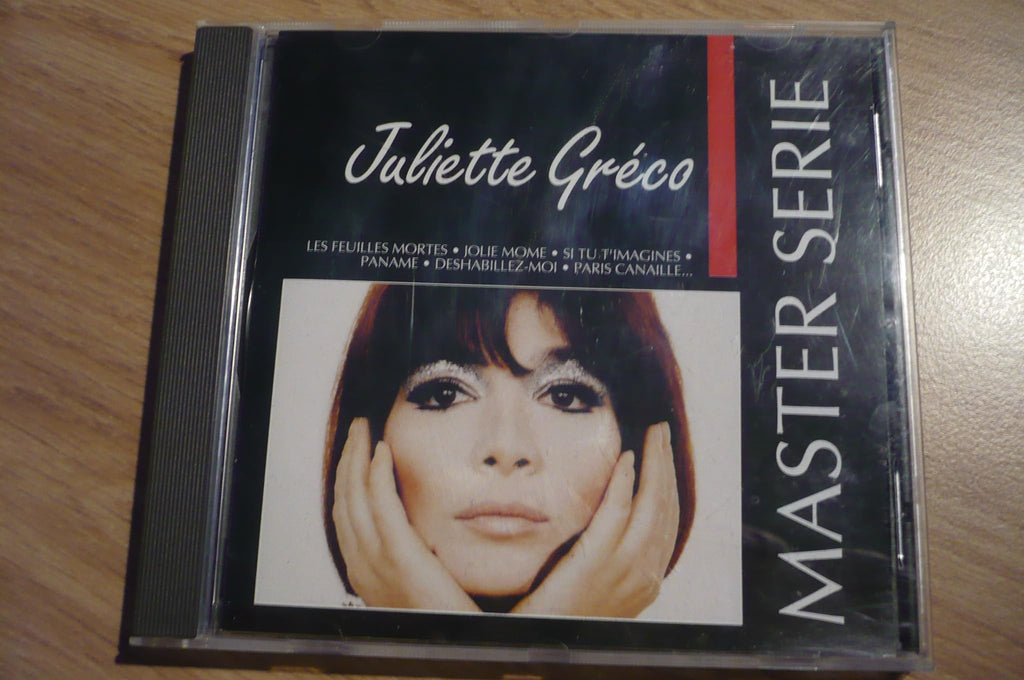 Juliette Gréco
LES FEUILLES MORTES • JOLIE MOME • SI TU T'IMAGINES •
PANAME • DESHABILLEZ-MOI • PARIS CANAILLE...
MASTER SERIE